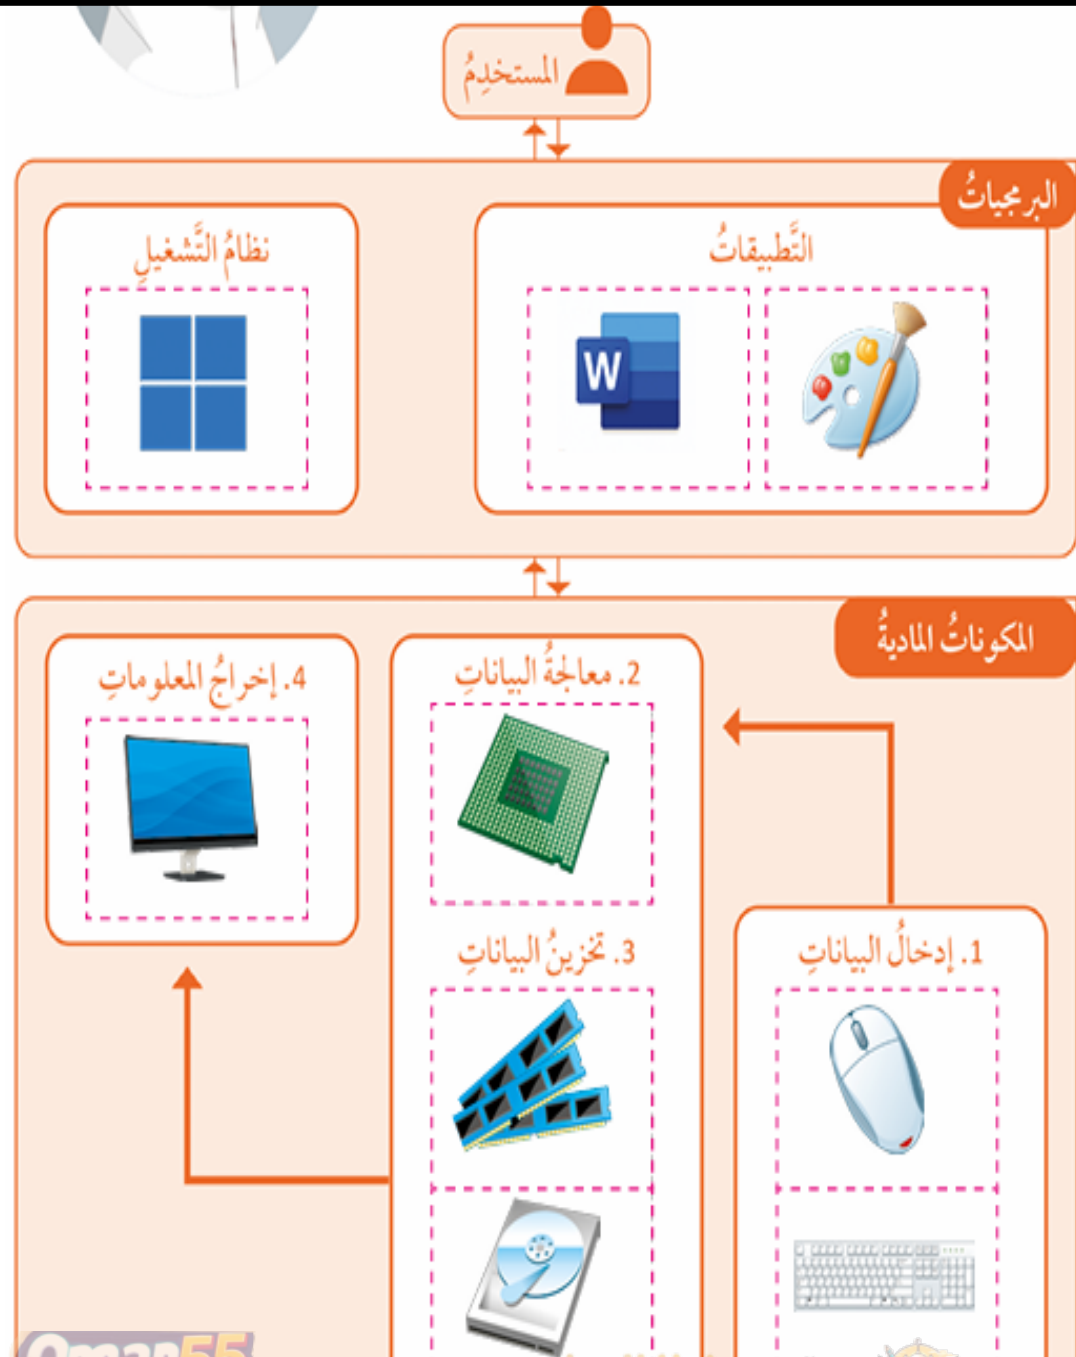 المستخدِمُ
البرمجياتُ
التَّطبيقاتُ
نظامُ التَّشغيلِ
W
المكوناتُ الماديةُ
1. إدخالُ البياناتِ
2. معالجةُ البياناتِ
3. تخزينُ البياناتِ
4. إخراجُ المعلوماتِ
Oman55